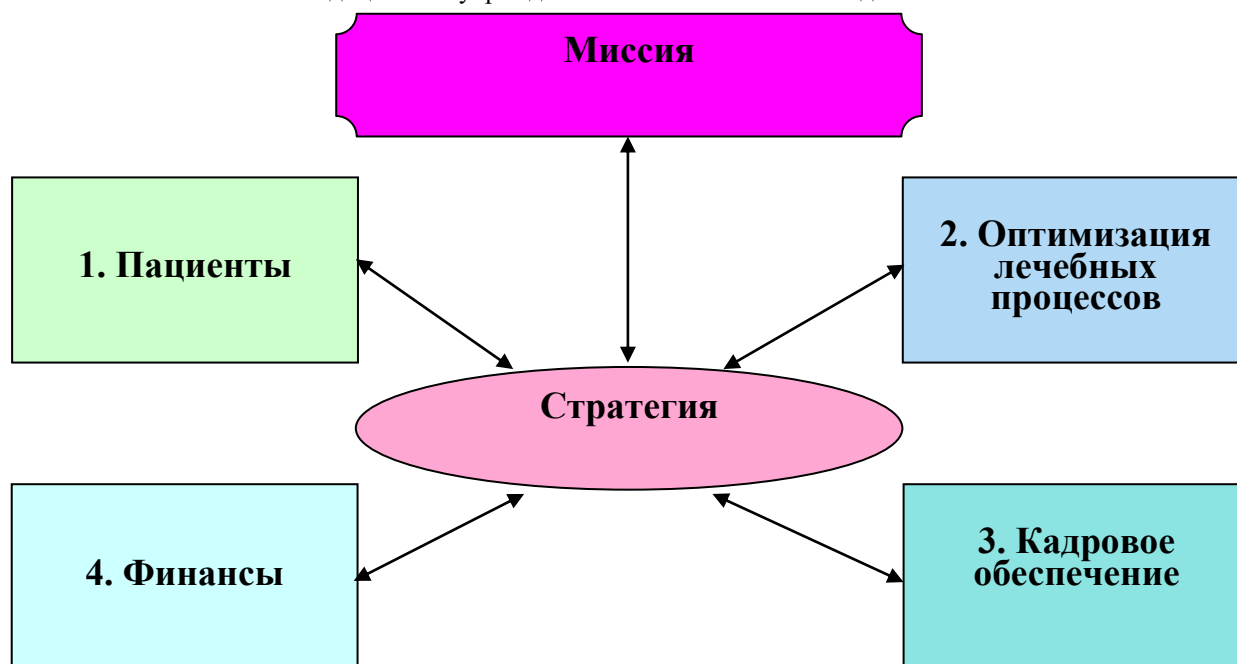 Миссия
1. Пациенты
2. Оптимизация
лечебных
процессов
Стратегия
4. Финансы
3. Кадровое
обеспечение